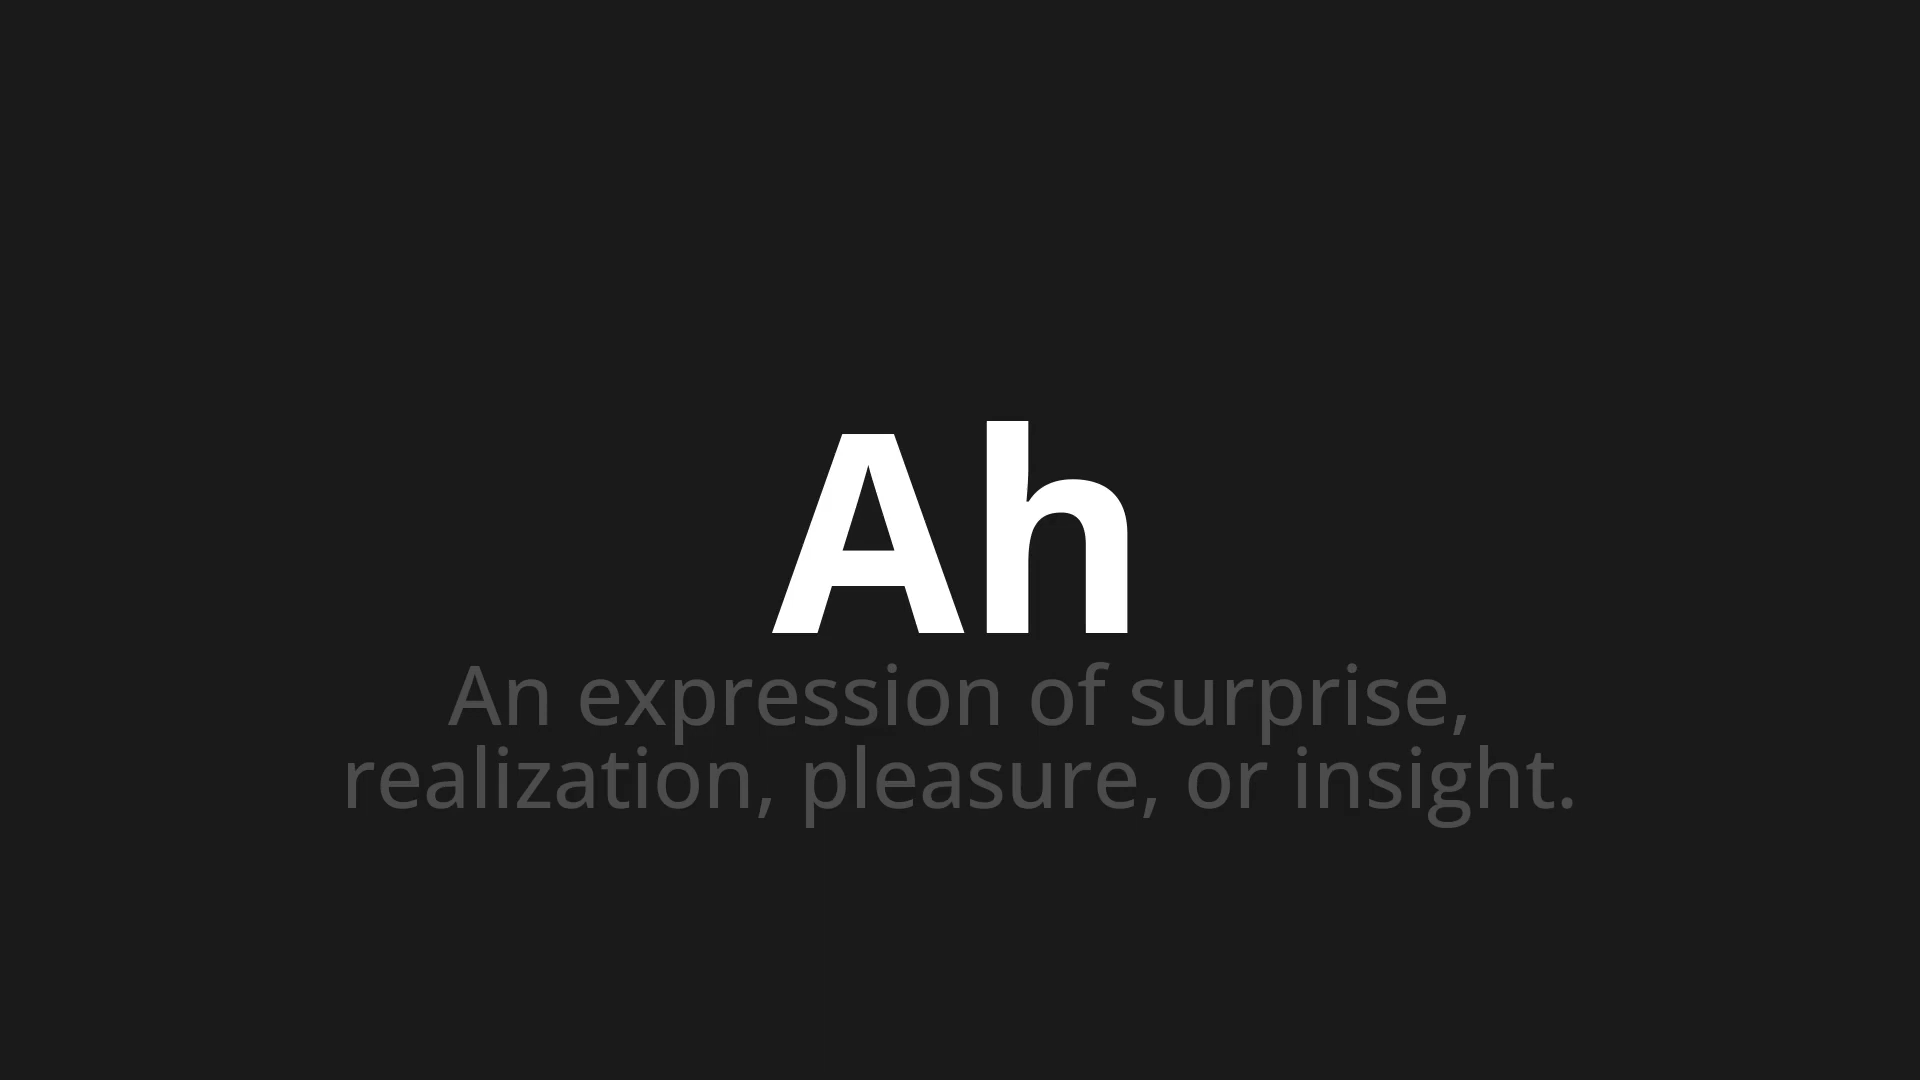 Ah
An expression of surprise,
realization, pleasure, or insight.